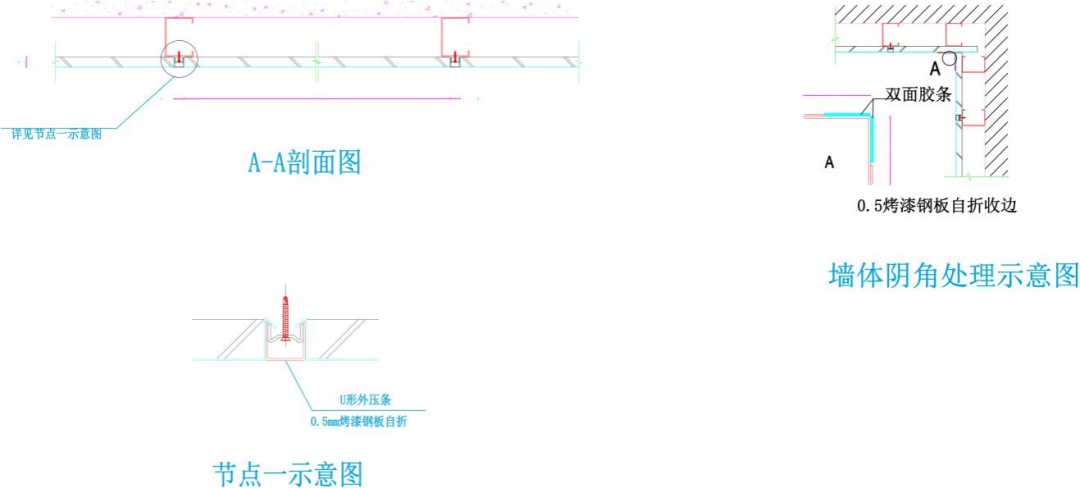 A
双面胶条
详见节点一示意图
A-A剖面图
A
0.5烤漆钢板自折收边
墙体阴角处理示意图
U形外压条
0.5mm烤漆钢板自折
节点一示意图